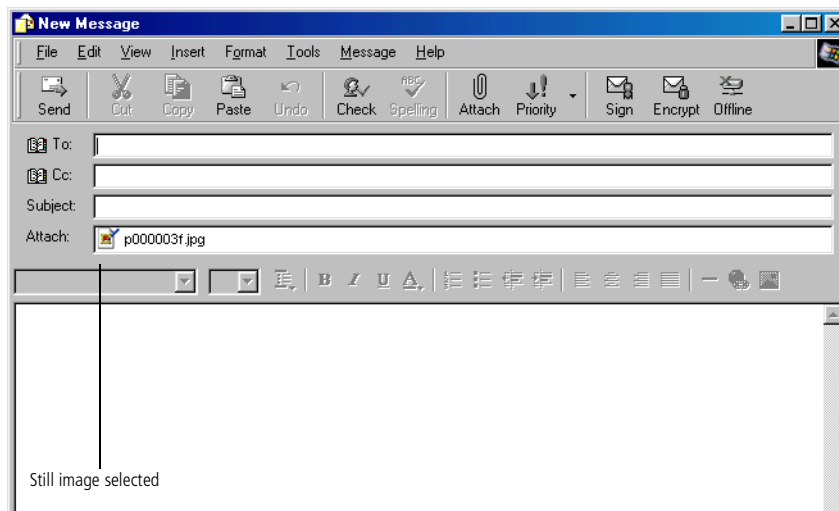 New Message
File Edit View Insert Format Tools Message Help
Send Cut Copy Paste Undo Check ABC Spelling Attach Priority Sign Encrypt Offline
To:
Cc:
Subject:
Attach: p000003f.jpg
B I U A
Still image selected